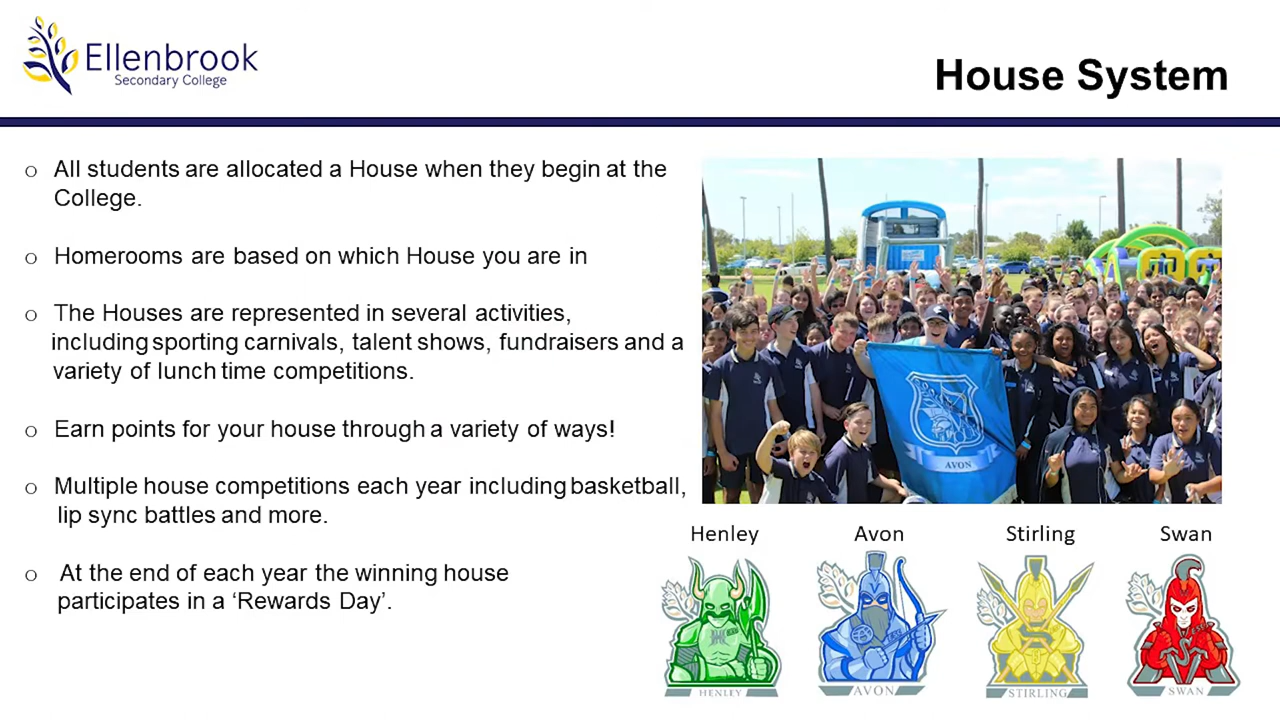 Ellenbrook
Secondary College
House System
o All students are allocated a House when they begin at the
College.
o Homerooms are based on which House you are in
o The Houses are represented in several activities,
including sporting carnivals, talent shows, fundraisers and a
variety of lunch time competitions.
o Earn points for your house through a variety of ways!
o Multiple house competitions each year including basketball,
lip sync battles and more.
o At the end of each year the winning house
participates in a ‘Rewards Day’.
AVON
Henley Avon Stirling Swan
HENLEY AVON STIRLING SWAN